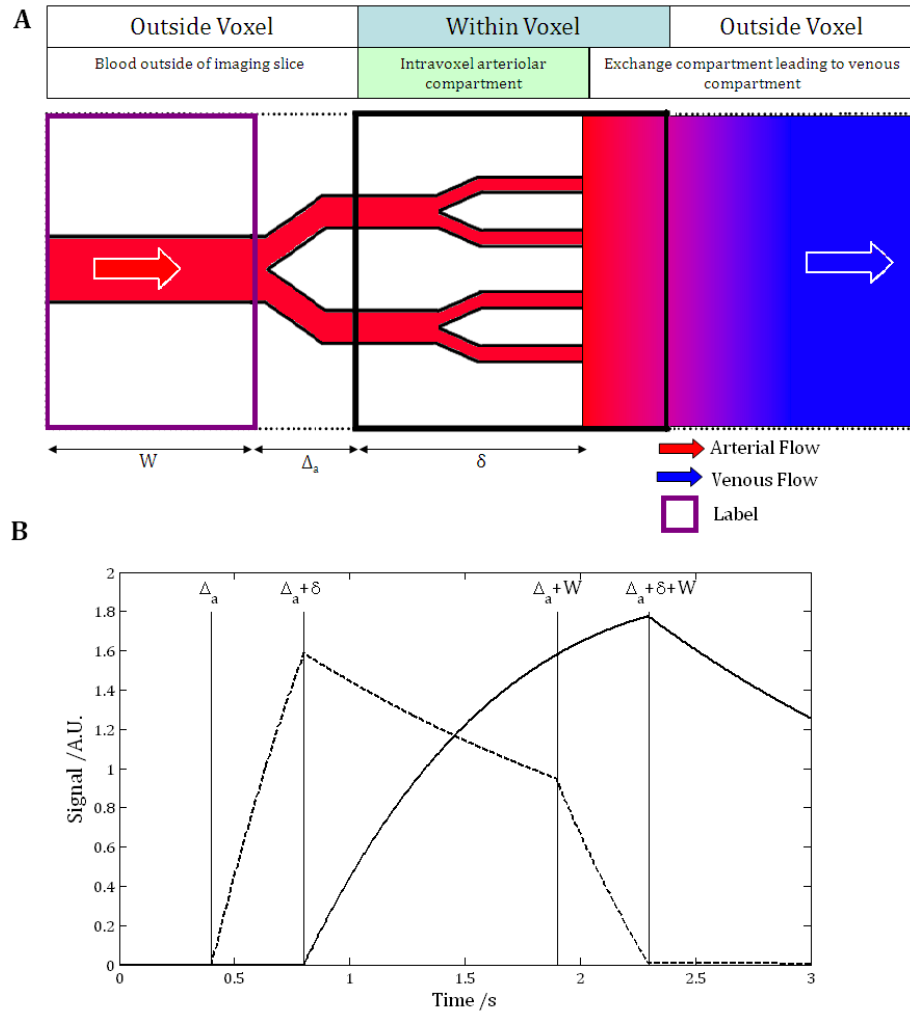 A
Outside Voxel
Within Voxel
Outside Voxel
Blood outside of imaging slice
Intravoxel arteriolar
compartment
Exchange compartment leading to venous
compartment
W
Δa
δ
Arterial Flow
Venous Flow
Label
B
Signal /A.U.
2
1.8
1.6
1.4
1.2
1
0.8
0.6
0.4
0.2
0
Δa
Δa+δ
Δa+W
Δa+δ+W
0
0.5
1
1.5
2
2.5
3
Time /s